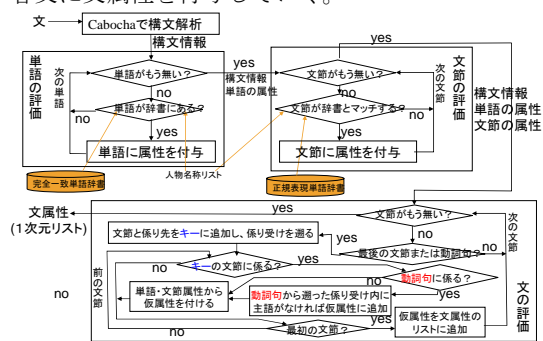 各文に文属性を付与していく。
文
Cabochaで構文解析
構文情報
単語の評価
次の単語
単語がもう無い？
yes
構文情報
単語の属性
no
単語が辞書にある？
no
yes
単語に属性を付与
完全一致単語辞書
人物名称リスト
文節の評価
次の文節
文節がもう無い？
yes
no
文節が辞書とマッチする？
no
yes
文節に属性を付与
正規表現単語辞書
構文情報
単語の属性
文節の属性
文属性
(1次元リスト)
yes
文節がもう無い？
no
次の文節
文節と係り先をキーに追加し、係り受けを遡る
yes
最後の文節または動詞句？
no
文の評価
前の文節
no
キーの文節に係る？
yes
動詞句に係る？
no
no
yes
単語・文節属性から
仮属性を付ける
動詞句から遡った係り受け内に
主語がなければ仮属性に追加
no
最初の文節？
yes
仮属性を文属性の
リストに追加